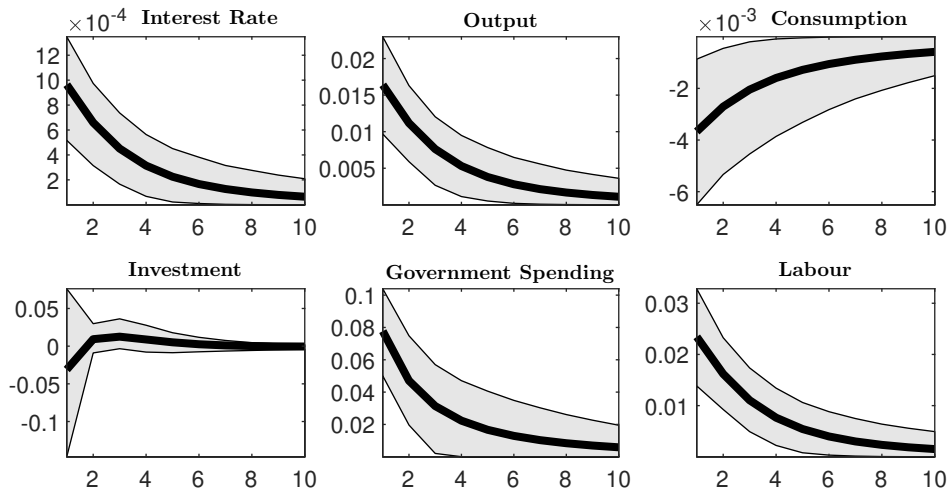 ×10⁻⁴ Interest Rate
12
10
8
6
4
2
2 4 6 8 10
Output
0.02
0.015
0.01
0.005
2 4 6 8 10
×10⁻³ Consumption
-2
-4
-6
2 4 6 8 10
Investment
0.05
0
-0.05
-0.1
2 4 6 8 10
Government Spending
0.1
0.08
0.06
0.04
0.02
2 4 6 8 10
Labour
0.03
0.02
0.01
2 4 6 8 10